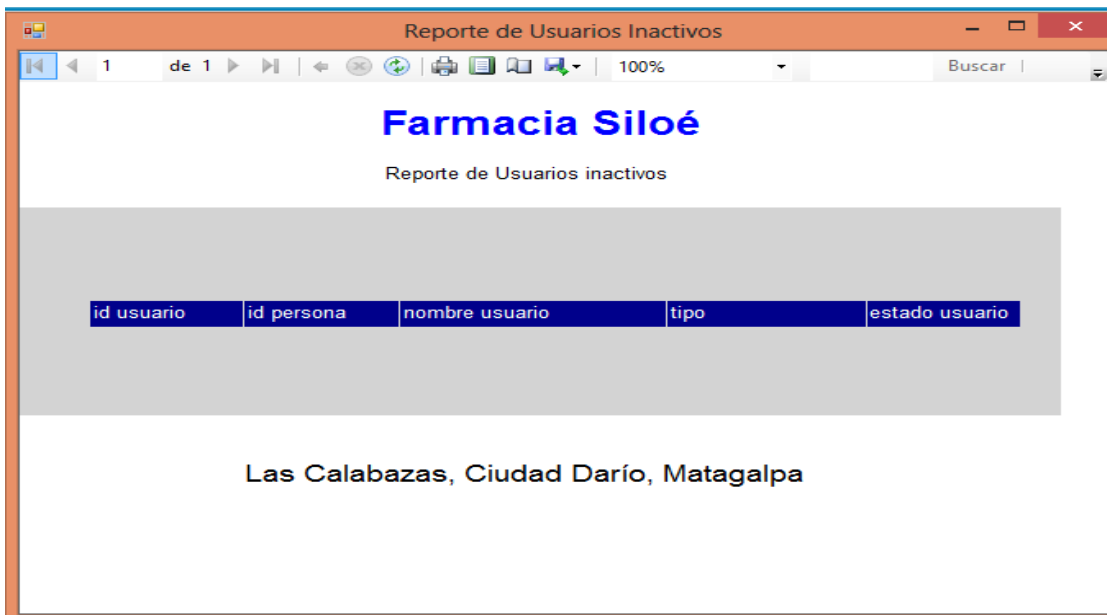 Reporte de Usuarios Inactivos
1 de 1 100% Buscar
Farmacia Siloé
Reporte de Usuarios inactivos
id usuario id persona nombre usuario tipo estado usuario
Las Calabazas, Ciudad Darío, Matagalpa